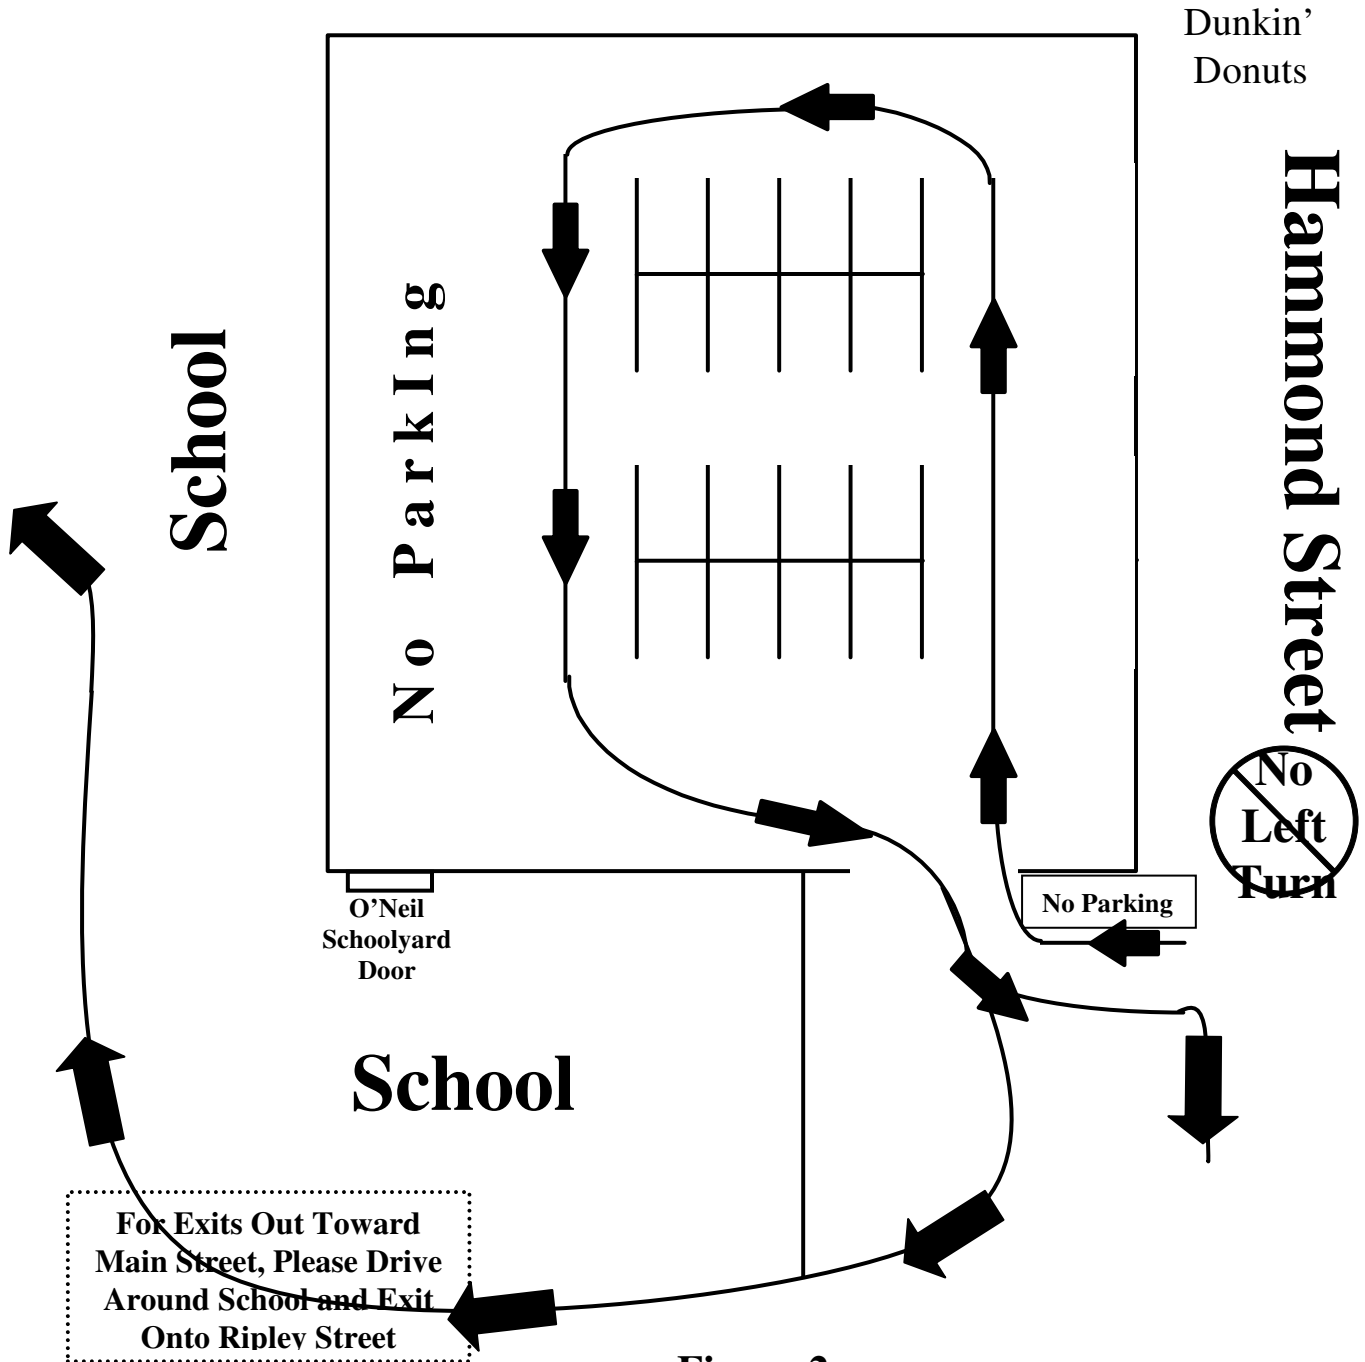 Dunkin’
Donuts
Hammond Street
School
No ParkIng
No
Left
Turn
No Parking
O’Neil
Schoolyard
Door
School
For Exits Out Toward
Main Street, Please Drive
Around School and Exit
Onto Ripley Street